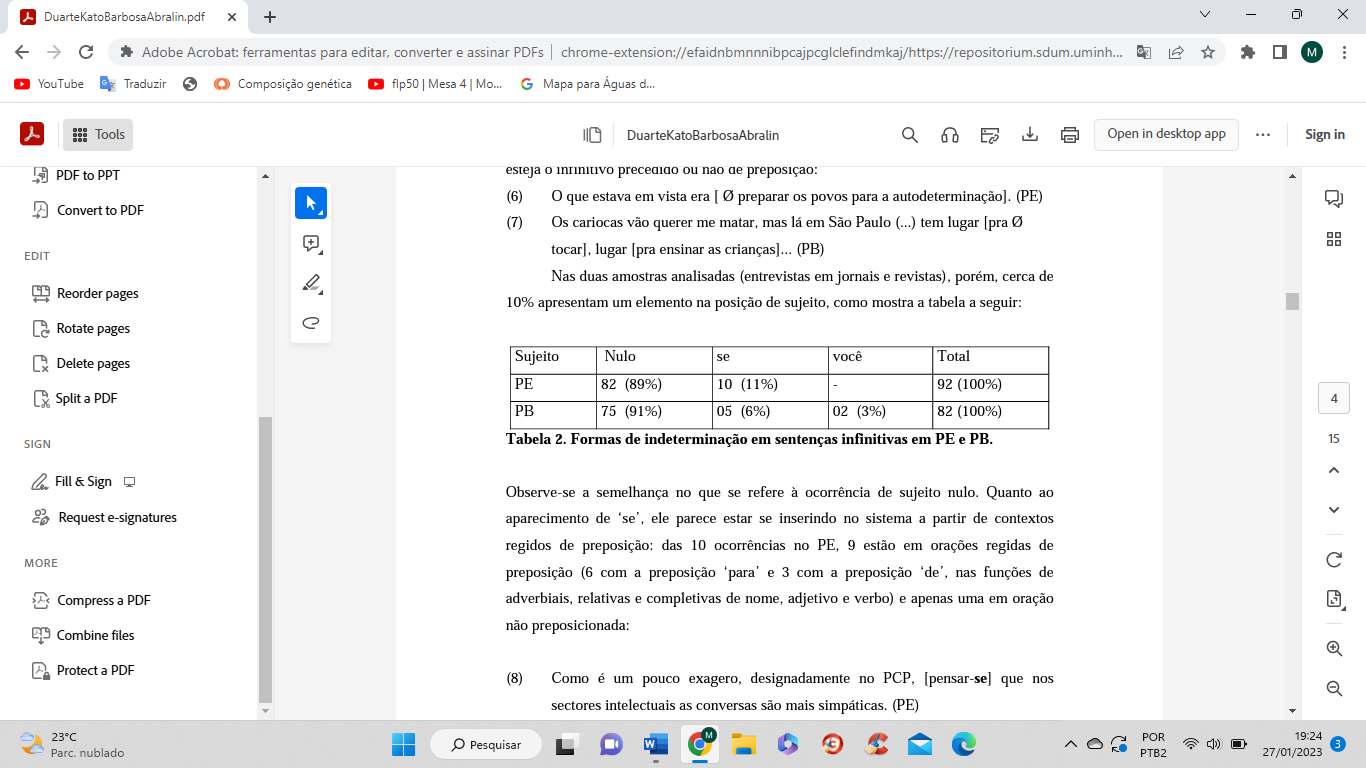 DuarteKatoBarbosaAbralin.pdf
Adobe Acrobat: ferramentas para editar, converter e assinar PDFs | chrome-extension://efaidnbmnnnibpcajpcglclefindmkaj/https://repositorium.sdum.uminh...
M
YouTube Traduzir Composição genética flp50 | Mesa 4 | Mo... Mapa para Águas d...
Tools DuarteKatoBarbosaAbralin Open in desktop app Sign in
PDF to PPT
Convert to PDF
EDIT
Reorder pages
Rotate pages
Delete pages
Split a PDF
SIGN
Fill & Sign
Request e-signatures
MORE
Compress a PDF
Combine files
Protect a PDF
esteja o infinitivo precedido ou não de preposição:
(6) O que estava em vista era [ Ø preparar os povos para a autodeterminação]. (PE)
(7) Os cariocas vão querer me matar, mas lá em São Paulo (...) tem lugar [pra Ø
tocar], lugar [pra ensinar as crianças]... (PB)
Nas duas amostras analisadas (entrevistas em jornais e revistas), porém, cerca de
10% apresentam um elemento na posição de sujeito, como mostra a tabela a seguir:
Sujeito Nulo se você Total
PE 82 (89%) 10 (11%) - 92 (100%)
PB 75 (91%) 05 (6%) 02 (3%) 82 (100%)
Tabela 2. Formas de indeterminação em sentenças infinitivas em PE e PB.
Observe-se a semelhança no que se refere à ocorrência de sujeito nulo. Quanto ao
aparecimento de ‘se’, ele parece estar se inserindo no sistema a partir de contextos
regidos de preposição: das 10 ocorrências no PE, 9 estão em orações regidas de
preposição (6 com a preposição ‘para’ e 3 com a preposição ‘de’, nas funções de
adverbiais, relativas e completivas de nome, adjetivo e verbo) e apenas uma em oração
não preposicionada:
(8) Como é um pouco exagero, designadamente no PCP, [pensar-se] que nos
sectores intelectuais as conversas são mais simpáticas. (PE)
4
15
23°C
Parc. nublado
Pesquisar
M
POR
PTB2
19:24
27/01/2023
3